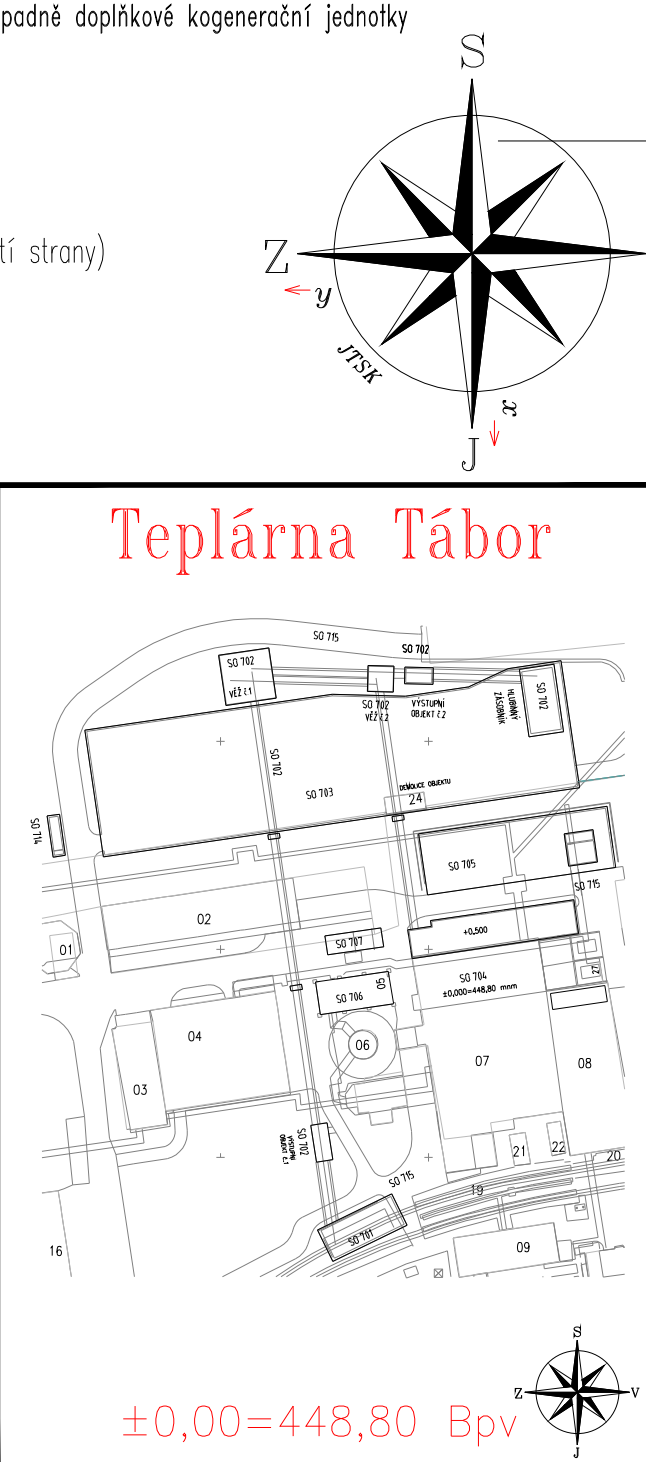 padně doplňkové kogenerační jednotky
S
tí strany)
Z
y
JTSK
x
J
Teplárna Tábor
SO 715
SO 702
SO 702
VĚŽ č.1
SO 702
VĚŽ č.2
VÝSTUPNÍ
OBJEKT č.2
HLUBINNÝ
ZÁSOBNÍK
SO 702
SO 702
SO 703
DEMOLICE OBJEKTU
24
SO 714
SO 705
SO 715
02
01
SO 707
+0,500
SO 704
±0,000=448,80 mnm
27
SO 706
05
04
06
07
08
03
SO 702
VÝSTUPNÍ
OBJEKT č.1
21
22
20
SO 715
19
SO 701
16
09
S
Z
V
J
±0,00=448,80 Bpv